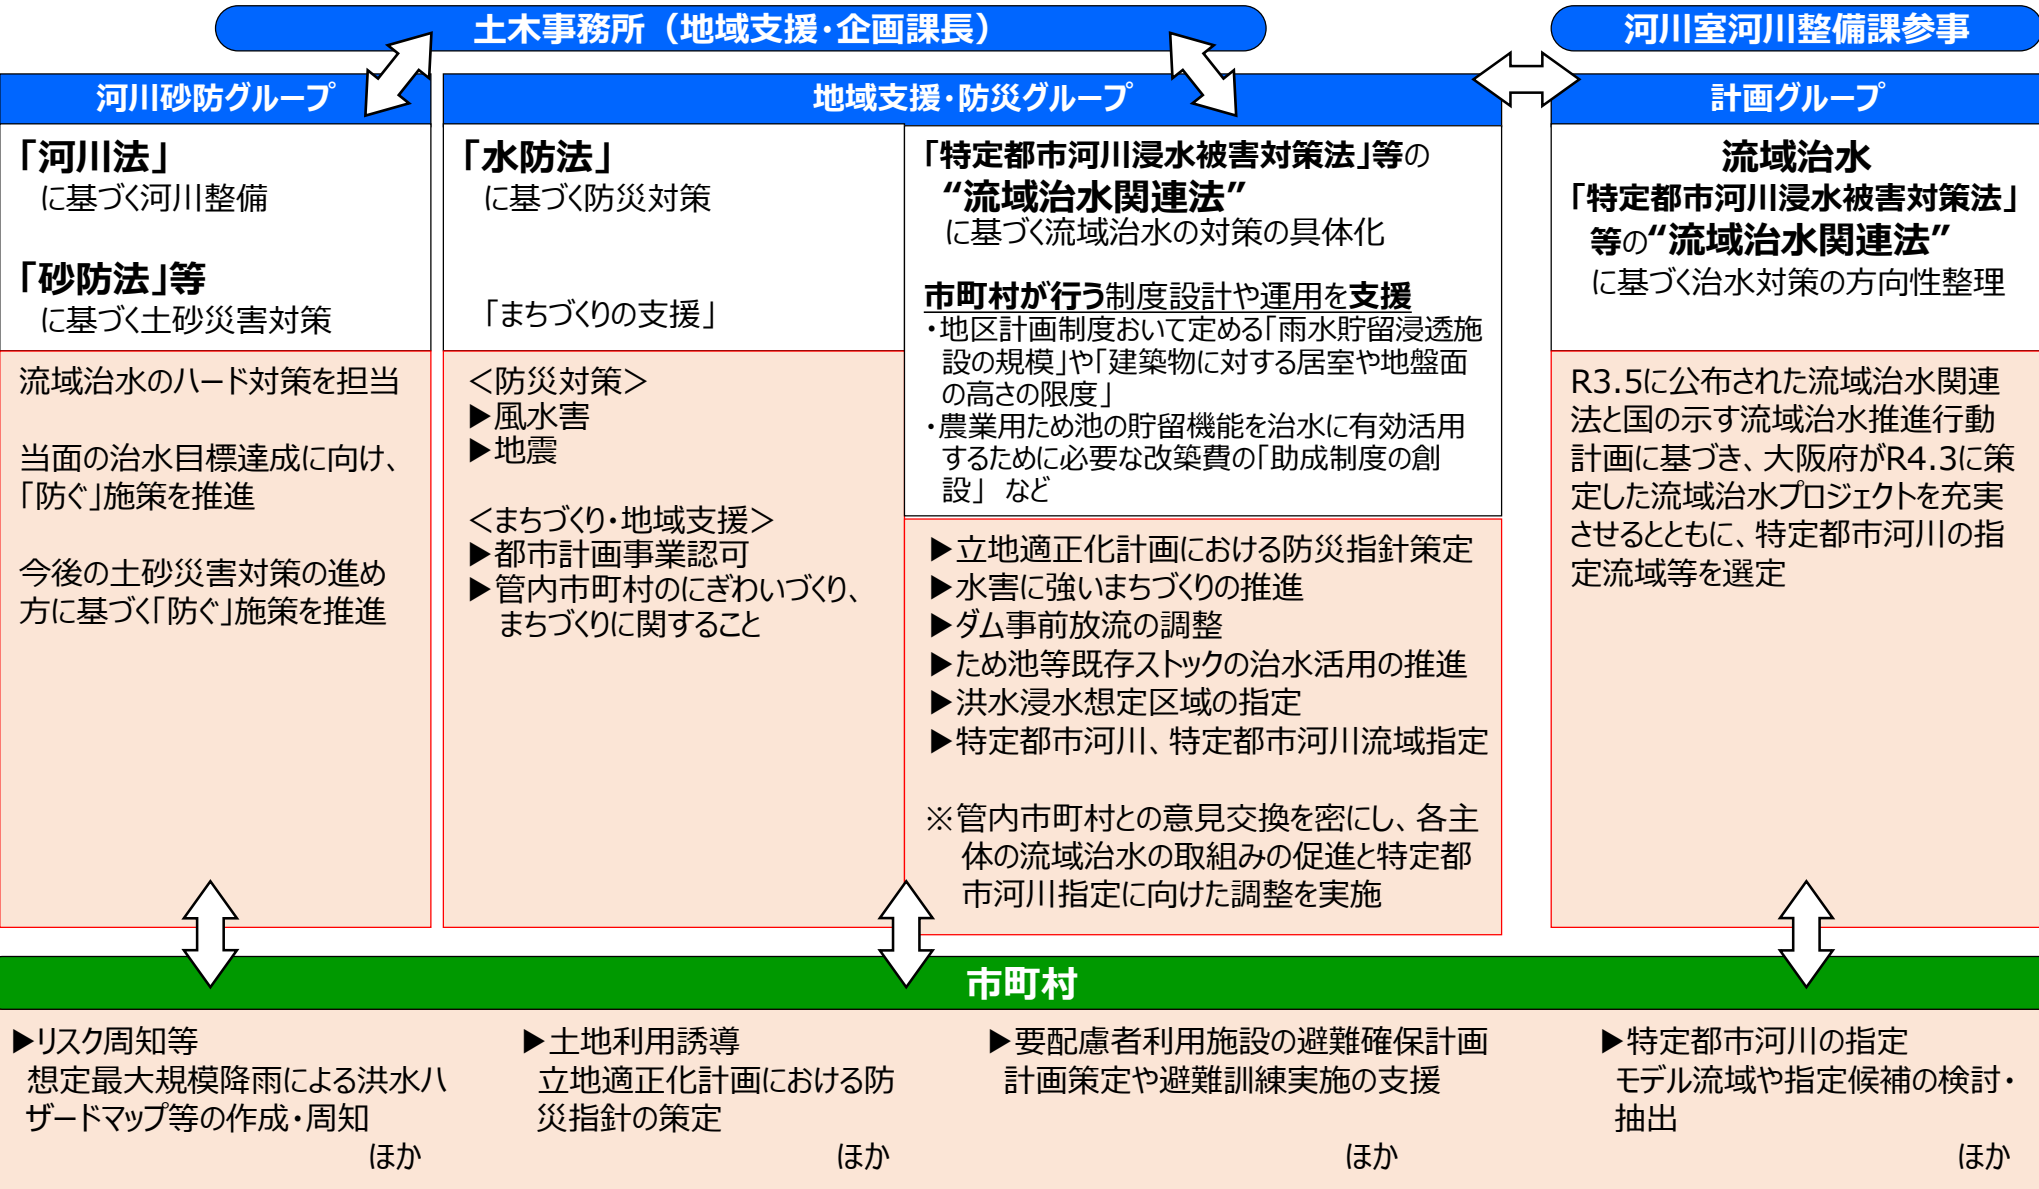 土木事務所（地域支援・企画課長）
河川室河川整備課参事
河川砂防グループ
「河川法」
に基づく河川整備
「砂防法」等
に基づく土砂災害対策
流域治水のハード対策を担当
当面の治水目標達成に向け、
「防ぐ」施策を推進
今後の土砂災害対策の進め
方に基づく「防ぐ」施策を推進
地域支援・防災グループ
「水防法」
に基づく防災対策
「まちづくりの支援」
＜防災対策＞
▶風水害
▶地震
＜まちづくり・地域支援＞
▶都市計画事業認可
▶管内市町村のにぎわいづくり、
まちづくりに関すること
「特定都市河川浸水被害対策法」等の
“流域治水関連法”
に基づく流域治水の対策の具体化
市町村が行う制度設計や運用を支援
・地区計画制度おいて定める「雨水貯留浸透施
設の規模」や「建築物に対する居室や地盤面
の高さの限度」
・農業用ため池の貯留機能を治水に有効活用
するために必要な改築費の「助成制度の創
設」 など
▶立地適正化計画における防災指針策定
▶水害に強いまちづくりの推進
▶ダム事前放流の調整
▶ため池等既存ストックの治水活用の推進
▶洪水浸水想定区域の指定
▶特定都市河川、特定都市河川流域指定
※管内市町村との意見交換を密にし、各主
体の流域治水の取組みの促進と特定都
市河川指定に向けた調整を実施
計画グループ
流域治水
「特定都市河川浸水被害対策法」
等の“流域治水関連法”
に基づく治水対策の方向性整理
R3.5に公布された流域治水関連
法と国の示す流域治水推進行動
計画に基づき、大阪府がR4.3に策
定した流域治水プロジェクトを充実
させるとともに、特定都市河川の指
定流域等を選定
市町村
▶リスク周知等
想定最大規模降雨による洪水ハ
ザードマップ等の作成・周知
ほか
▶土地利用誘導
立地適正化計画における防
災指針の策定
ほか
▶要配慮者利用施設の避難確保計画
計画策定や避難訓練実施の支援
ほか
▶特定都市河川の指定
モデル流域や指定候補の検討・
抽出
ほか